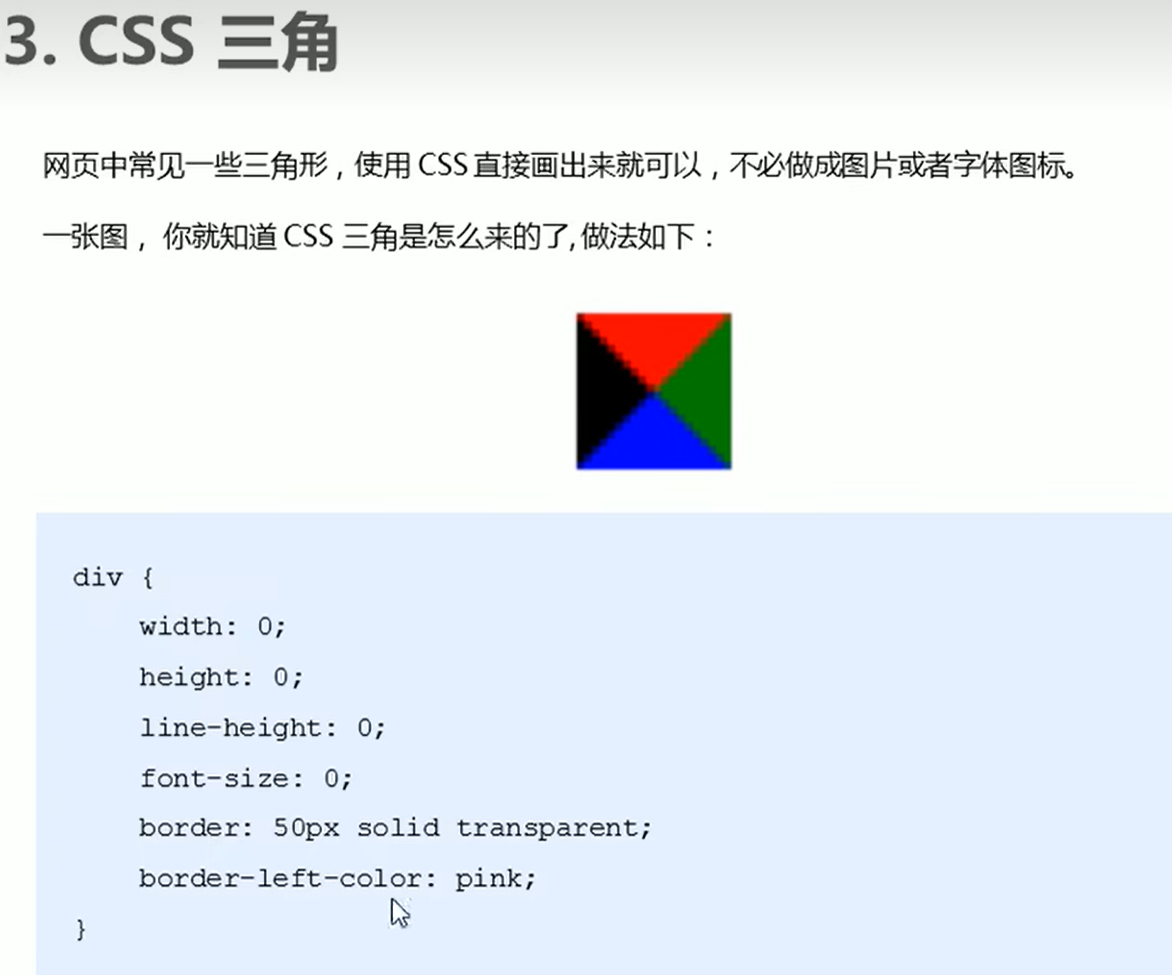 3. CSS 三角
网页中常见一些三角形，使用 CSS 直接画出来就可以，不必做成图片或者字体图标。
一张图， 你就知道 CSS 三角是怎么来的了, 做法如下：
div {
width: 0;
height: 0;
line-height: 0;
font-size: 0;
border: 50px solid transparent;
border-left-color: pink;
}